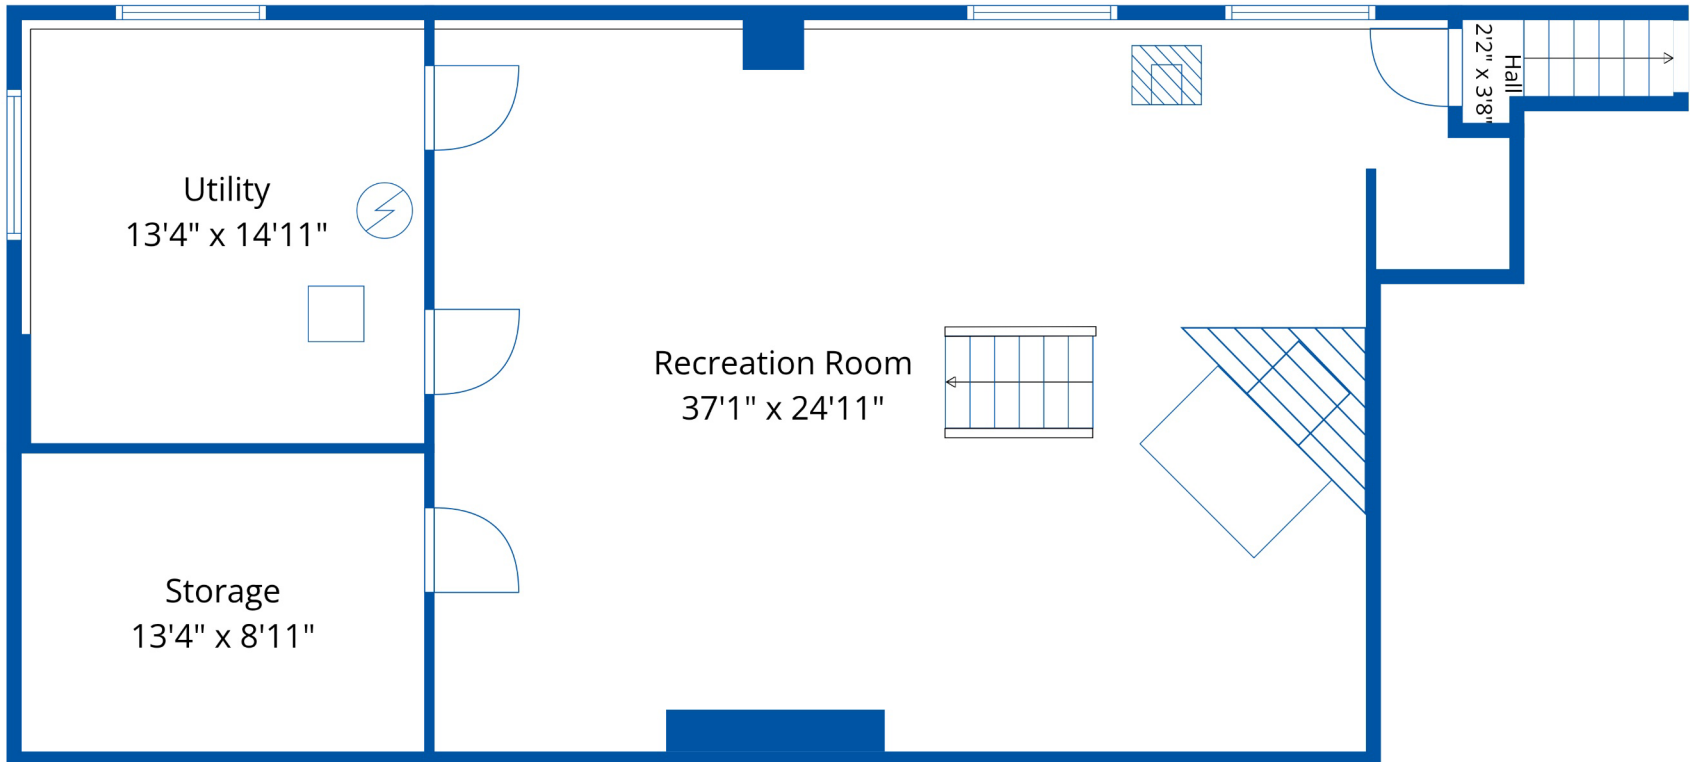 Utility
13'4" x 14'11"
Storage
13'4" x 8'11"
Recreation Room
37'1" x 24'11"
Hall
2'2" x 3'8"